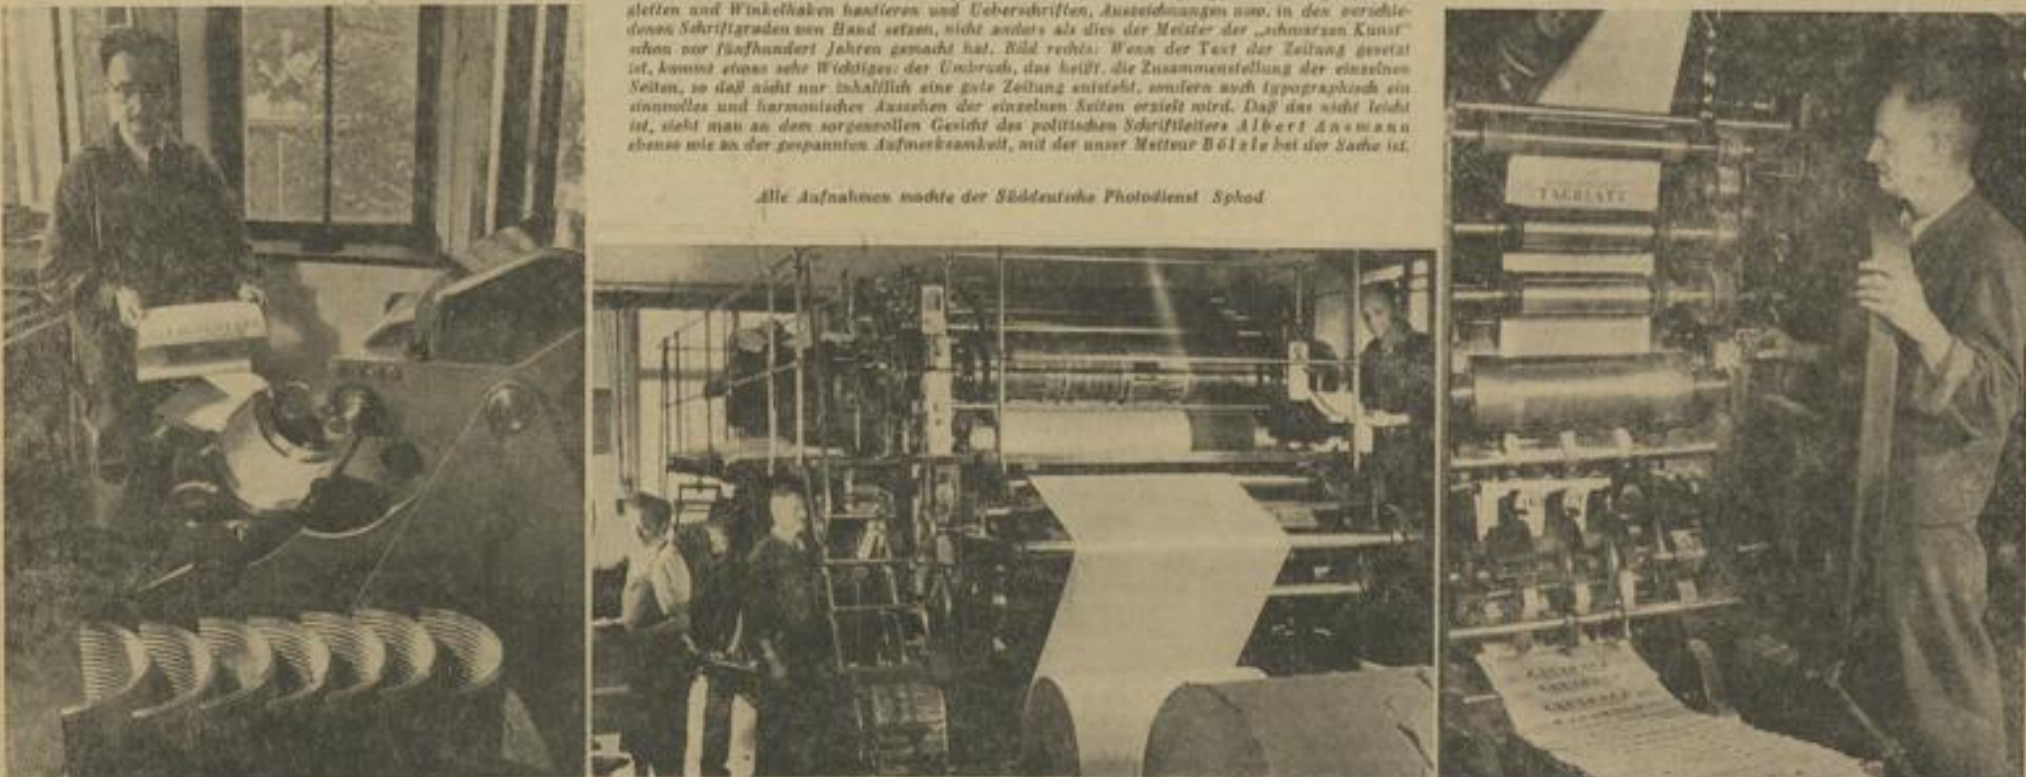 gletten und Winkelhaken hantieren und Ueberschriften, Auszeichnungen usw. in den verschie-
denen Schriftgraden von Hand setzen, nicht anders als dies der Meister der „schwarzen Kunst“
schon vor fünfhundert Jahren gemacht hat. Bild rechts: Wenn der Text der Zeitung gesetzt
ist, kommt etwas sehr Wichtiges: der Umbruch, das heißt, die Zusammenstellung der einzelnen
Seiten, so daß nicht nur inhaltlich eine gute Zeitung entsteht, sondern auch typographisch ein
sinnvolles und harmonisches Aussehen der einzelnen Seiten erzielt wird. Daß das nicht leicht
ist, sieht man an dem sorgenvollen Gesicht des politischen Schriftleiters Albert Ansmann
ebenso wie an der gespannten Aufmerksamkeit, mit der unser Metteur Bölzle bei der Sache ist.
Alle Aufnahmen machte der Süddeutsche Photodienst Sphod
TAGBLATT